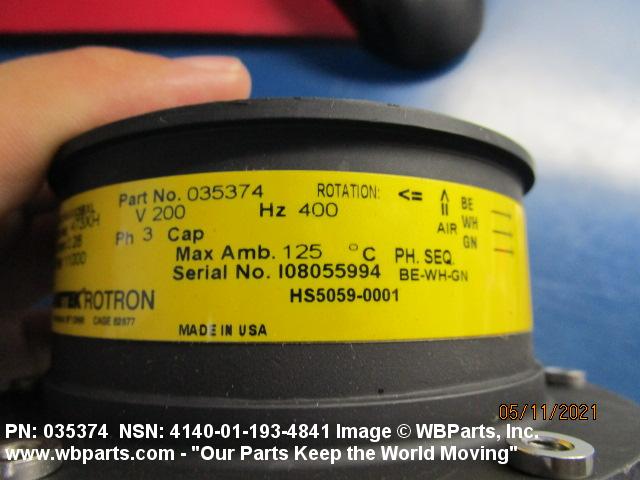 Part No. 035374 ROTATION: <= BE
V 200 Hz 400 AIR WH
Ph 3 Cap GN
Max Amb. 125 °C PH. SEQ.
Serial No. I08055994 BE-WH-GN
ROTRON HS5059-0001
CAGE 82877
MADE IN USA
05/11/2021
PN: 035374 NSN: 4140-01-193-4841 Image © WBParts, Inc.
www.wbparts.com - "Our Parts Keep the World Moving"